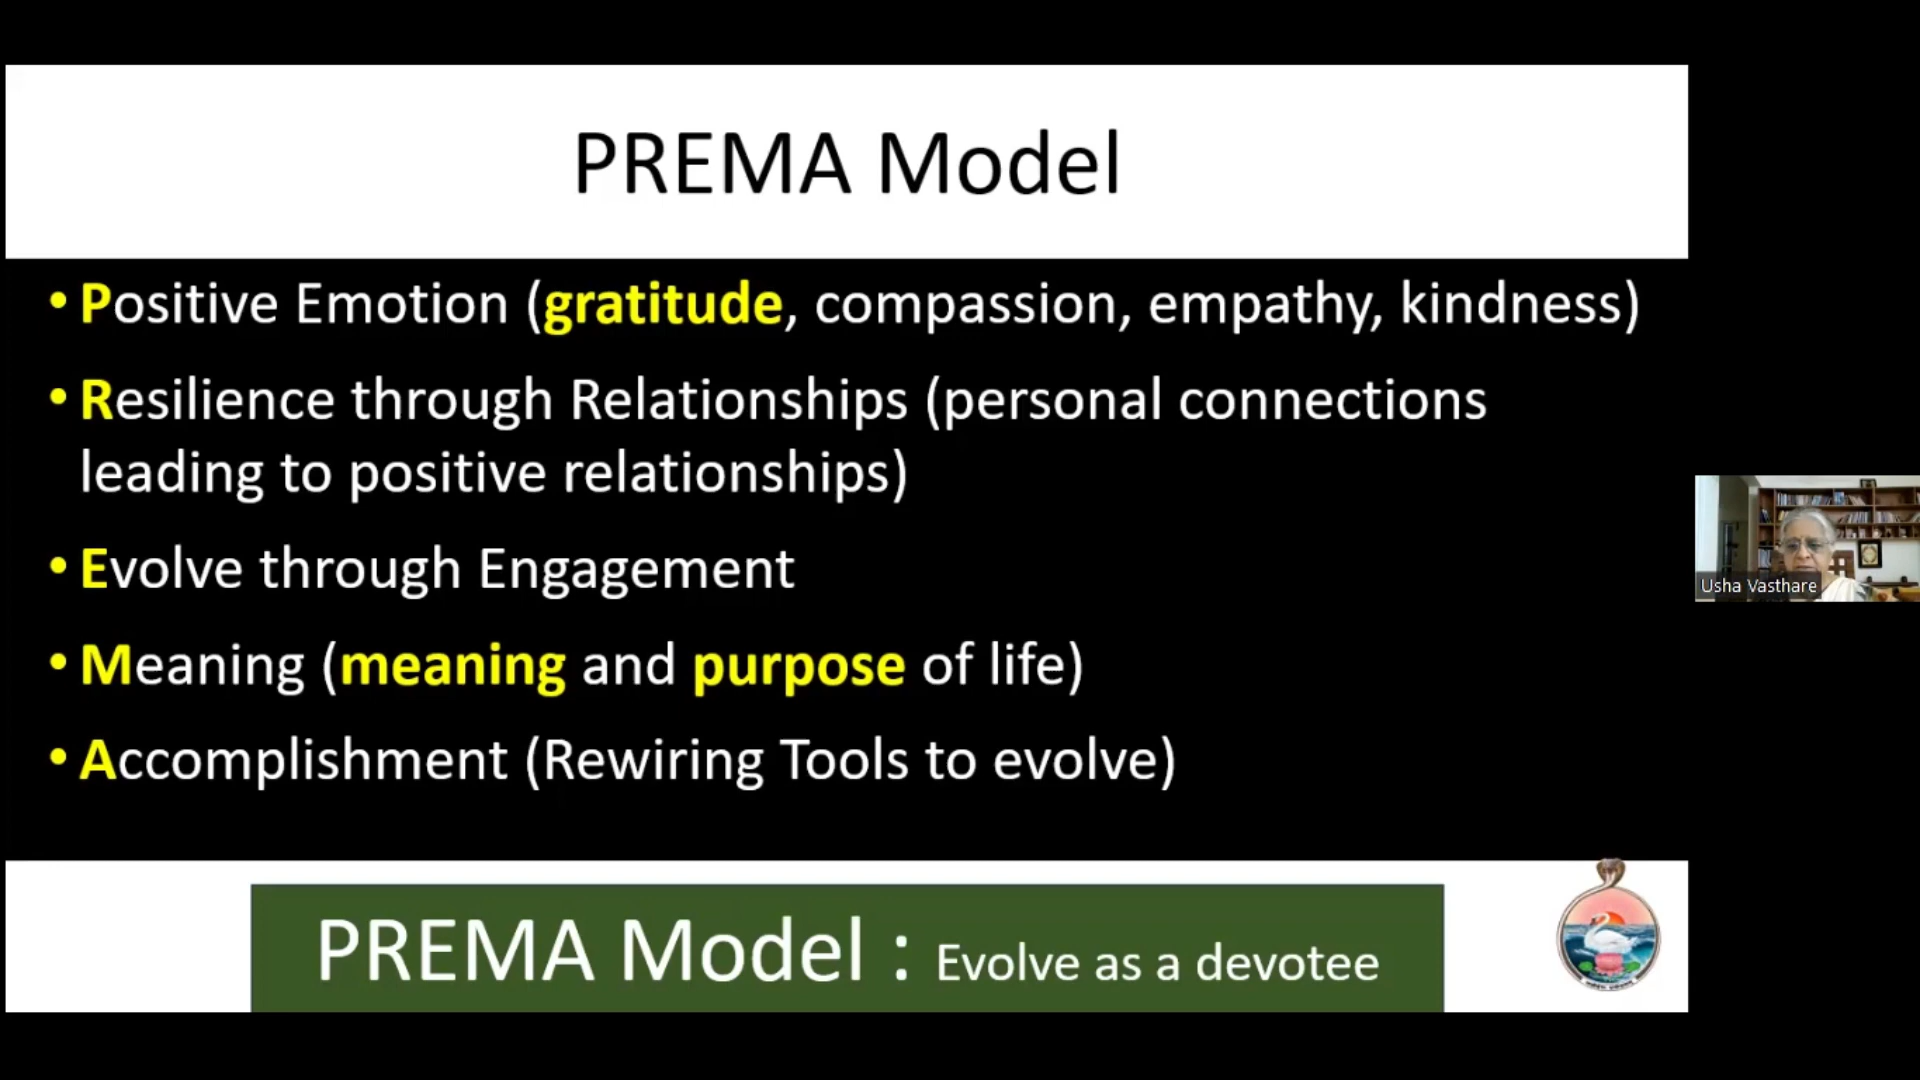 PREMA Model
• Positive Emotion (gratitude, compassion, empathy, kindness)
• Resilience through Relationships (personal connections
leading to positive relationships)
• Evolve through Engagement
• Meaning (meaning and purpose of life)
• Accomplishment (Rewiring Tools to evolve)
Usha Vasthare
PREMA Model : Evolve as a devotee